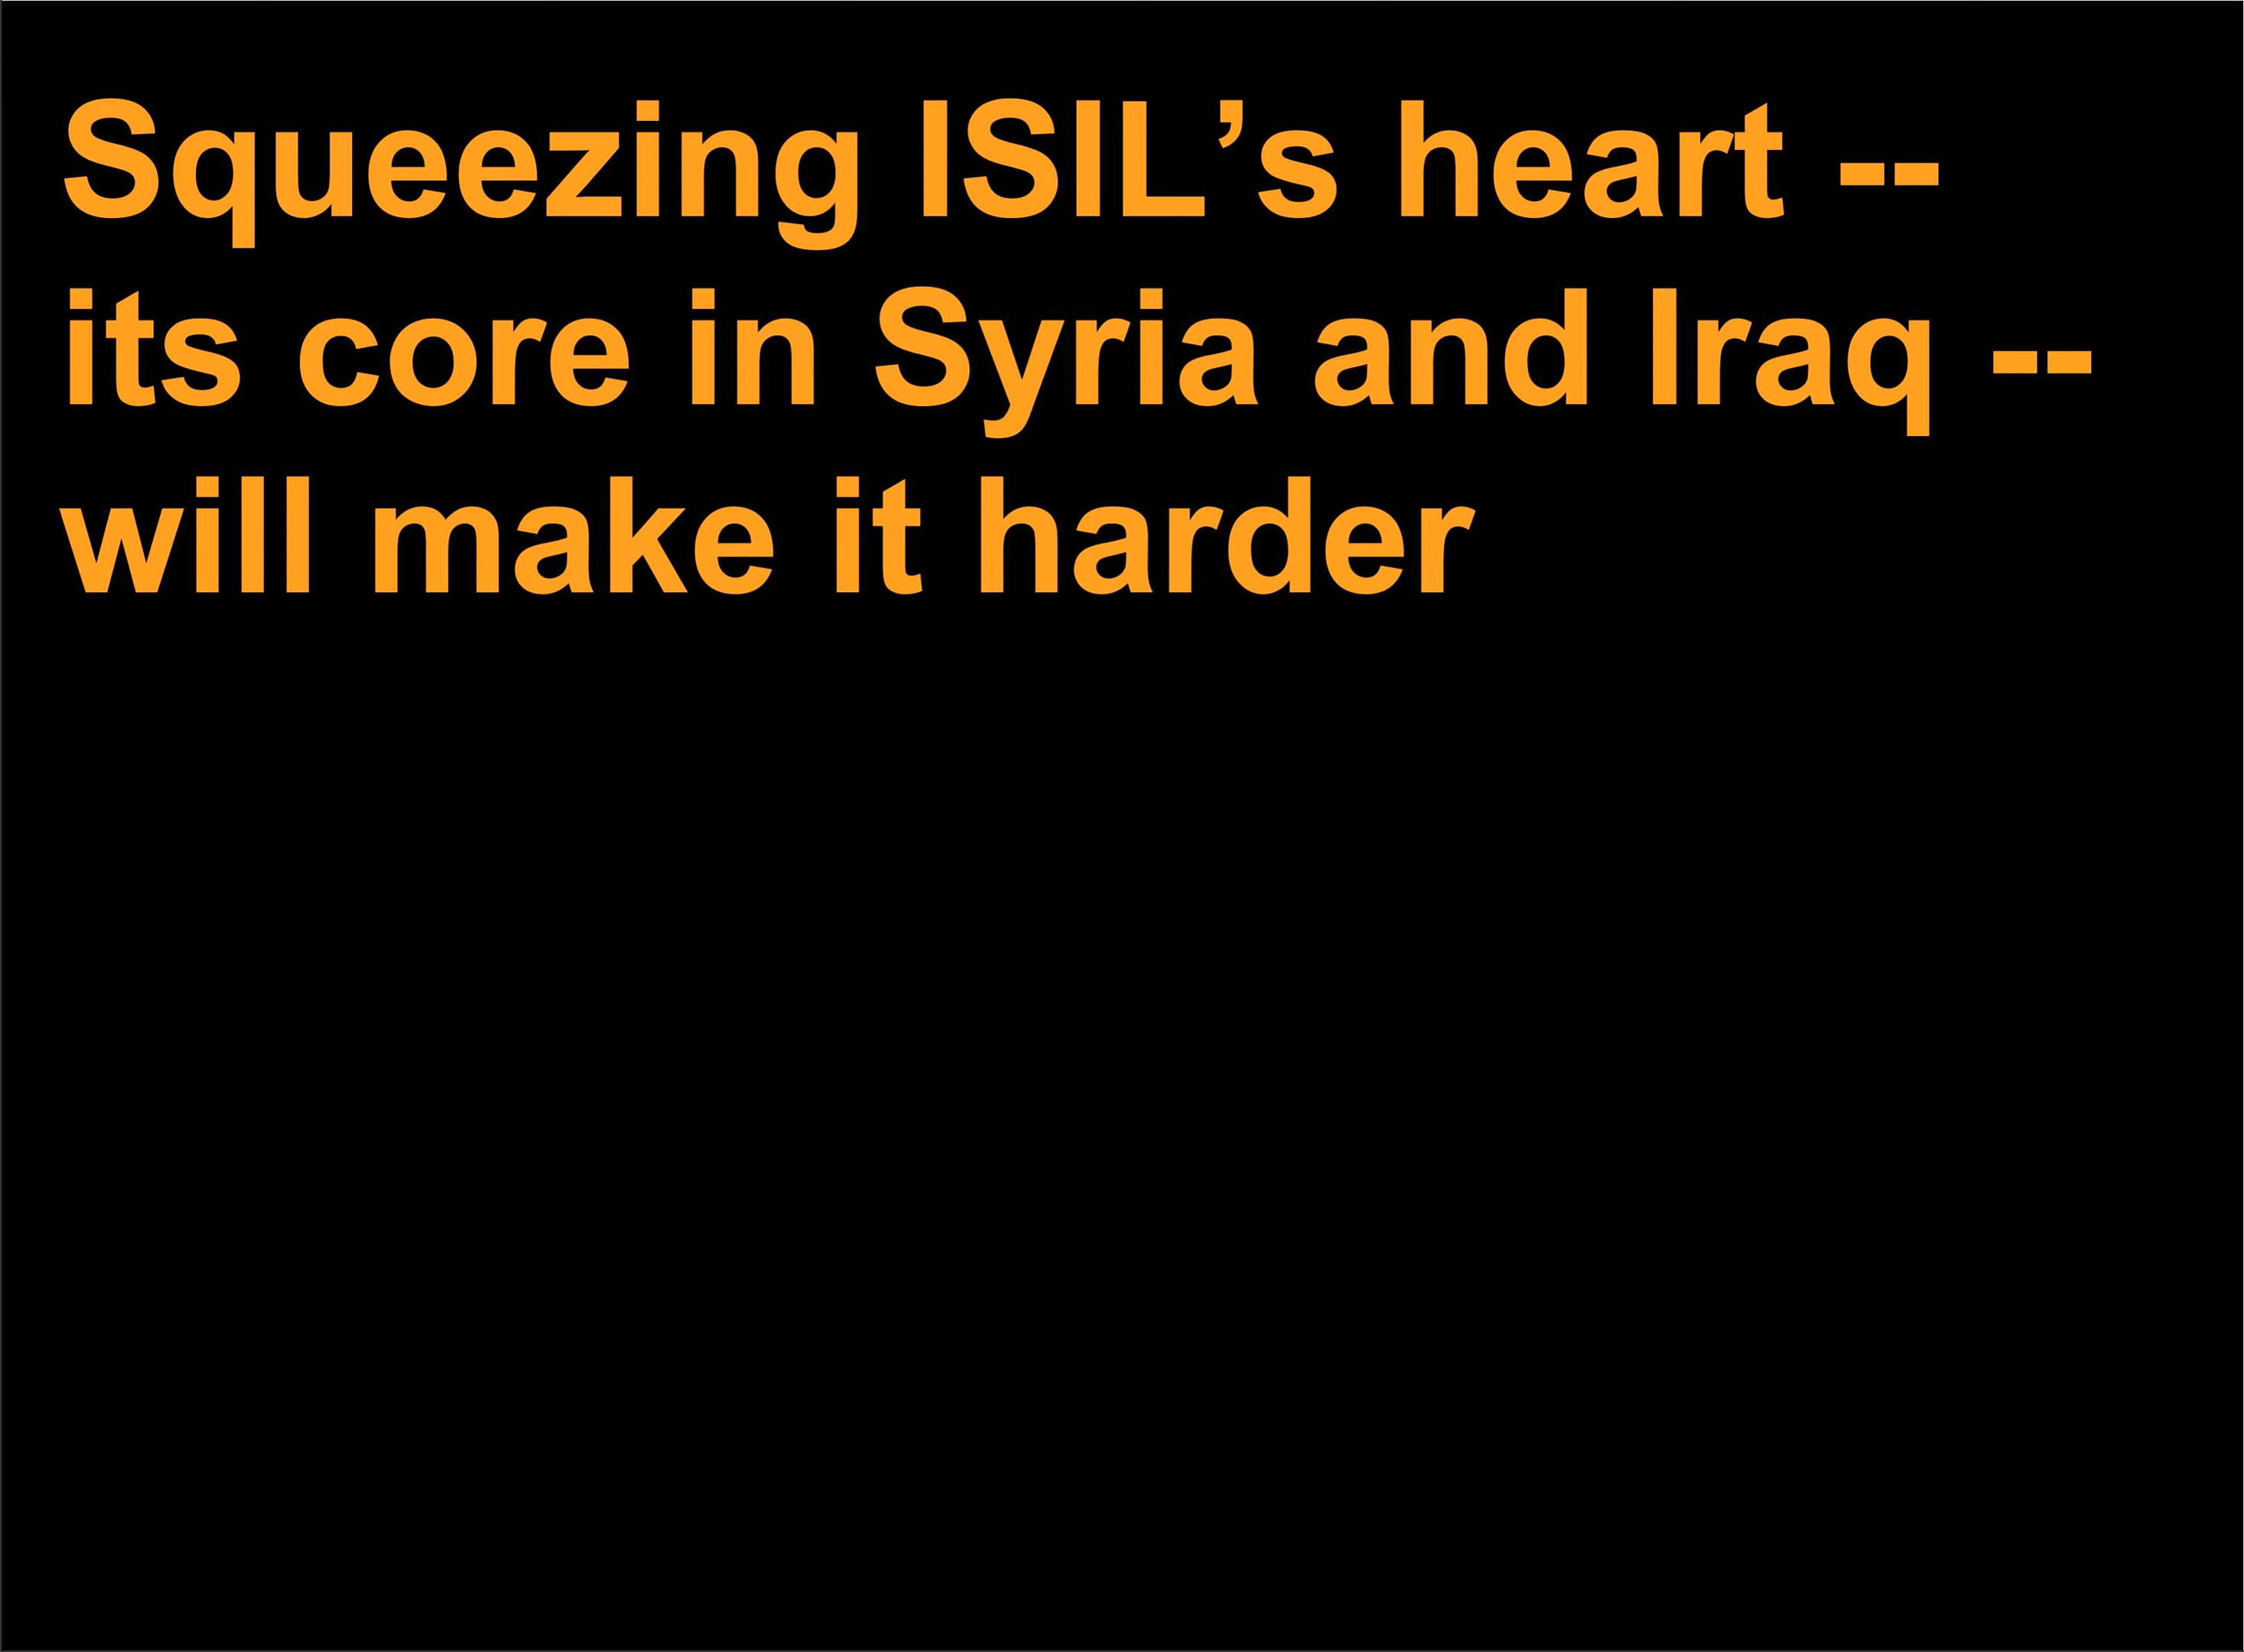 Squeezing ISIL’s heart --
its core in Syria and Iraq --
will make it harder